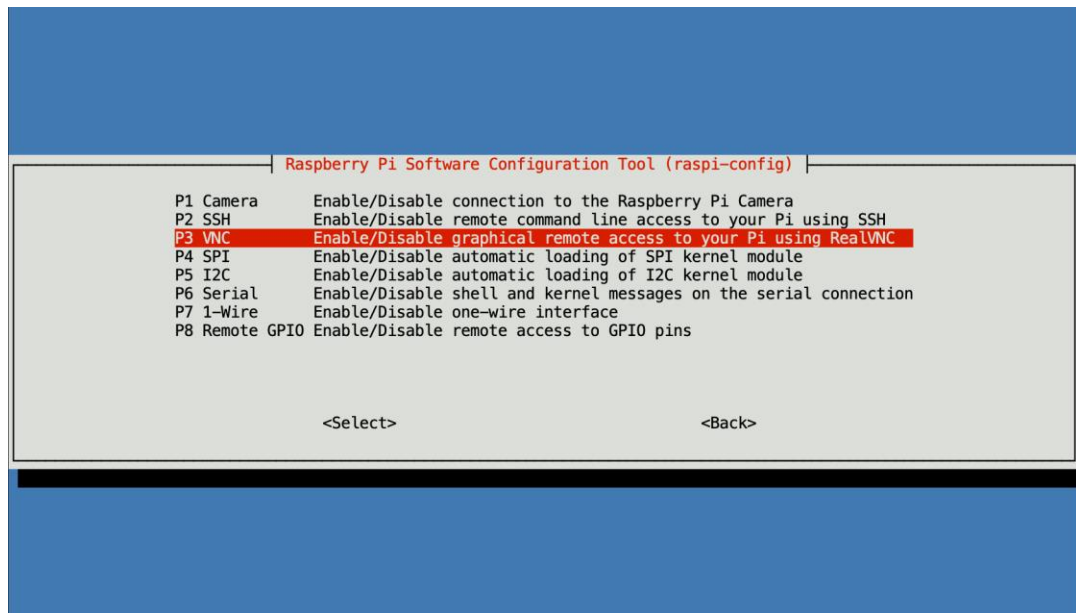 Raspberry Pi Software Configuration Tool (raspi-config)
P1 Camera Enable/Disable connection to the Raspberry Pi Camera
P2 SSH Enable/Disable remote command line access to your Pi using SSH
P3 VNC Enable/Disable graphical remote access to your Pi using RealVNC
P4 SPI Enable/Disable automatic loading of SPI kernel module
P5 I2C Enable/Disable automatic loading of I2C kernel module
P6 Serial Enable/Disable shell and kernel messages on the serial connection
P7 1-Wire Enable/Disable one-wire interface
P8 Remote GPIO Enable/Disable remote access to GPIO pins
<Select> <Back>